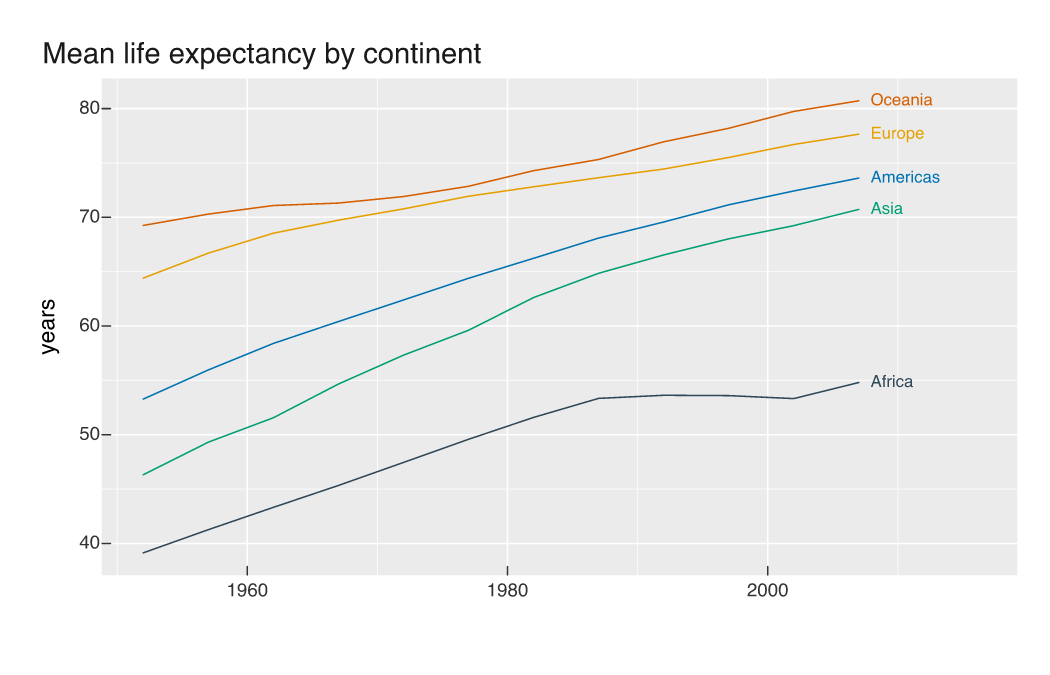 Mean life expectancy by continent
80
70
60
50
40
years
Oceania
Europe
Americas
Asia
Africa
1960
1980
2000